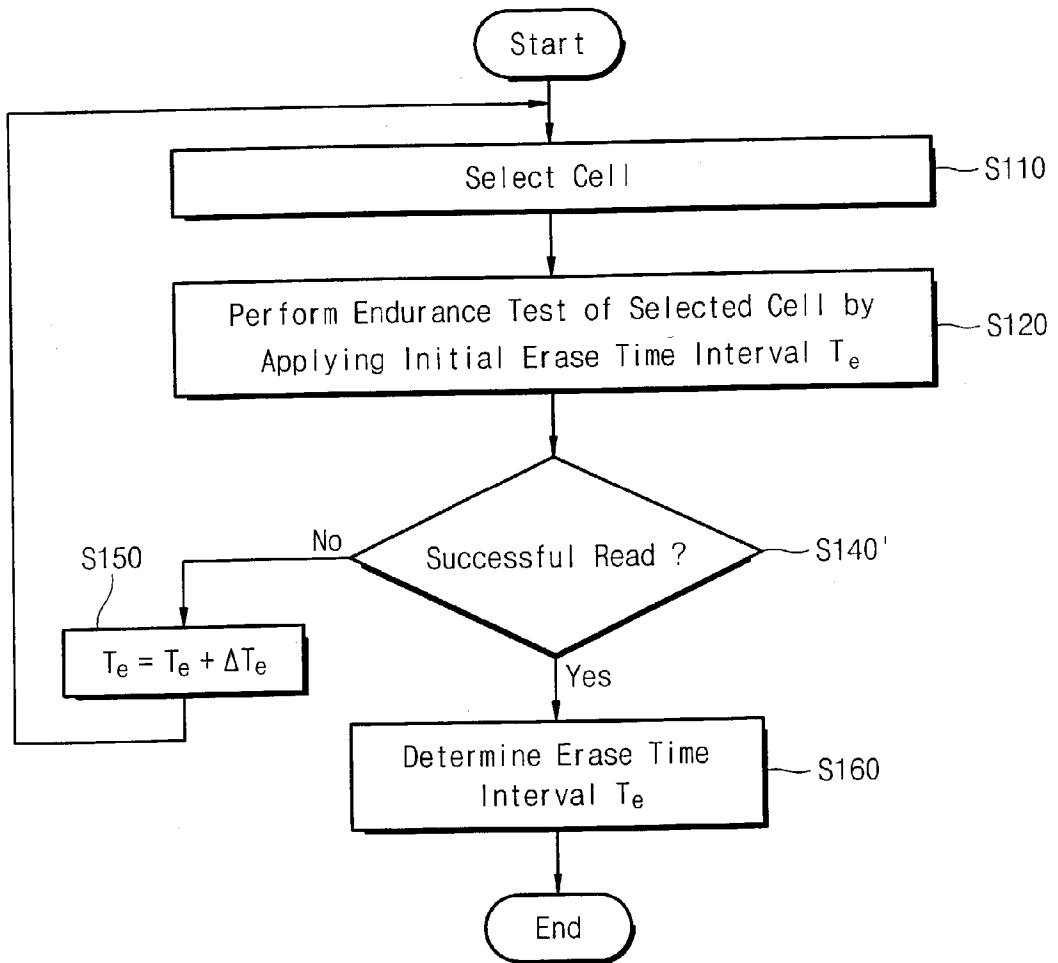 Start
Select Cell
S110
Perform Endurance Test of Selected Cell by
Applying Initial Erase Time Interval Te
S120
Successful Read ?
S140'
No
S150
Te = Te + ΔTe
Yes
Determine Erase Time
Interval Te
S160
End